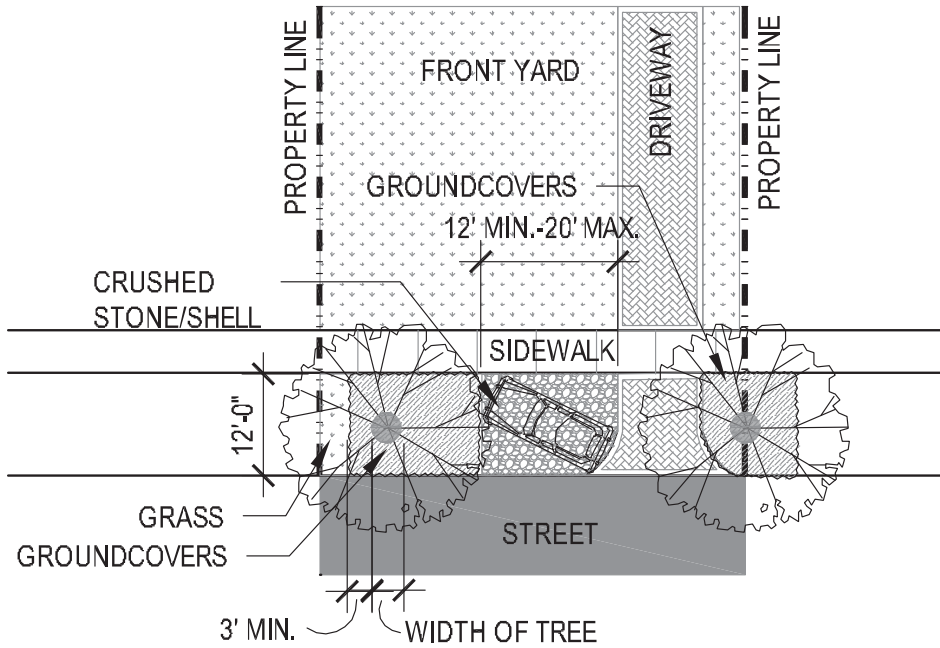 PROPERTY LINE
FRONT YARD
DRIVEWAY
PROPERTY LINE
GROUNDCOVERS
12' MIN.-20' MAX.
CRUSHED
STONE/SHELL
SIDEWALK
12'-0"
GRASS
GROUNDCOVERS
STREET
3' MIN.
WIDTH OF TREE